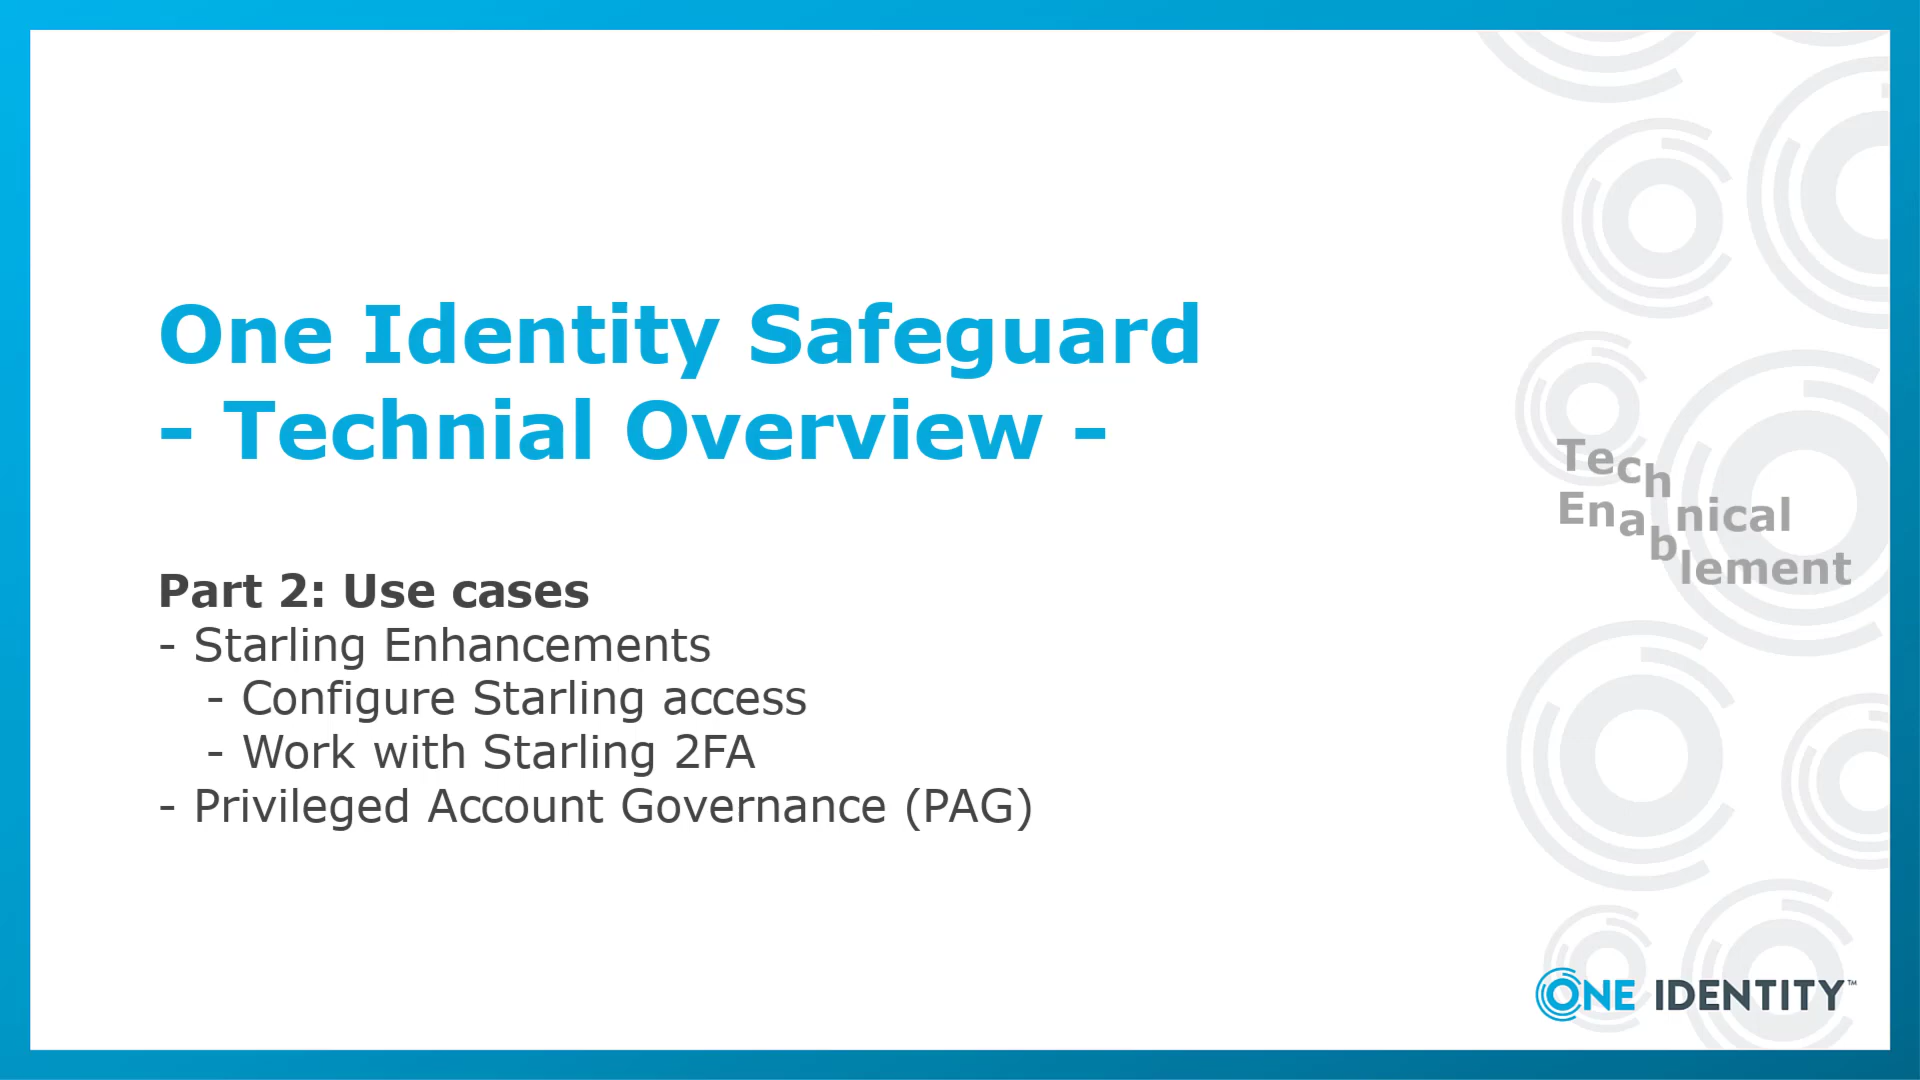 One Identity Safeguard
- Technial Overview -
Part 2: Use cases
- Starling Enhancements
- Configure Starling access
- Work with Starling 2FA
- Privileged Account Governance (PAG)
Technical
Enablement
ONE IDENTITY™